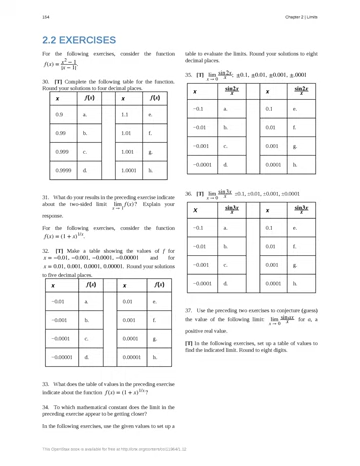 154
Chapter 2 | Limits
2.2 EXERCISES
For the following exercises, consider the function
f(x) = x² − 1 / |x − 1|.
30. [T] Complete the following table for the function.
Round your solutions to four decimal places.
x f(x) x f(x)
0.9 a. 1.1 e.
0.99 b. 1.01 f.
0.999 c. 1.001 g.
0.9999 d. 1.0001 h.
31. What do your results in the preceding exercise indicate
about the two-sided limit lim x → 1 f(x)? Explain your
response.
For the following exercises, consider the function
f(x) = (1 + x)^1/x.
32. [T] Make a table showing the values of f for
x = −0.01, −0.001, −0.0001, −0.00001 and for
x = 0.01, 0.001, 0.0001, 0.00001. Round your solutions
to five decimal places.
x f(x) x f(x)
−0.01 a. 0.01 e.
−0.001 b. 0.001 f.
−0.0001 c. 0.0001 g.
−0.00001 d. 0.00001 h.
33. What does the table of values in the preceding exercise
indicate about the function f(x) = (1 + x)^1/x?
34. To which mathematical constant does the limit in the
preceding exercise appear to be getting closer?
In the following exercises, use the given values to set up a
table to evaluate the limits. Round your solutions to eight
decimal places.
35. [T] lim x → 0 sin2x / x; ±0.1, ±0.01, ±0.001, ±.0001
x sin2x / x x sin2x / x
−0.1 a. 0.1 e.
−0.01 b. 0.01 f.
−0.001 c. 0.001 g.
−0.0001 d. 0.0001 h.
36. [T] lim x → 0 sin3x / x ±0.1, ±0.01, ±0.001, ±0.0001
X sin3x / x x sin3x / x
−0.1 a. 0.1 e.
−0.01 b. 0.01 f.
−0.001 c. 0.001 g.
−0.0001 d. 0.0001 h.
37. Use the preceding two exercises to conjecture (guess)
the value of the following limit: lim x → 0 sinax / x for a, a
positive real value.
[T] In the following exercises, set up a table of values to
find the indicated limit. Round to eight digits.
This OpenStax book is available for free at http://cnx.org/content/col11964/1.12